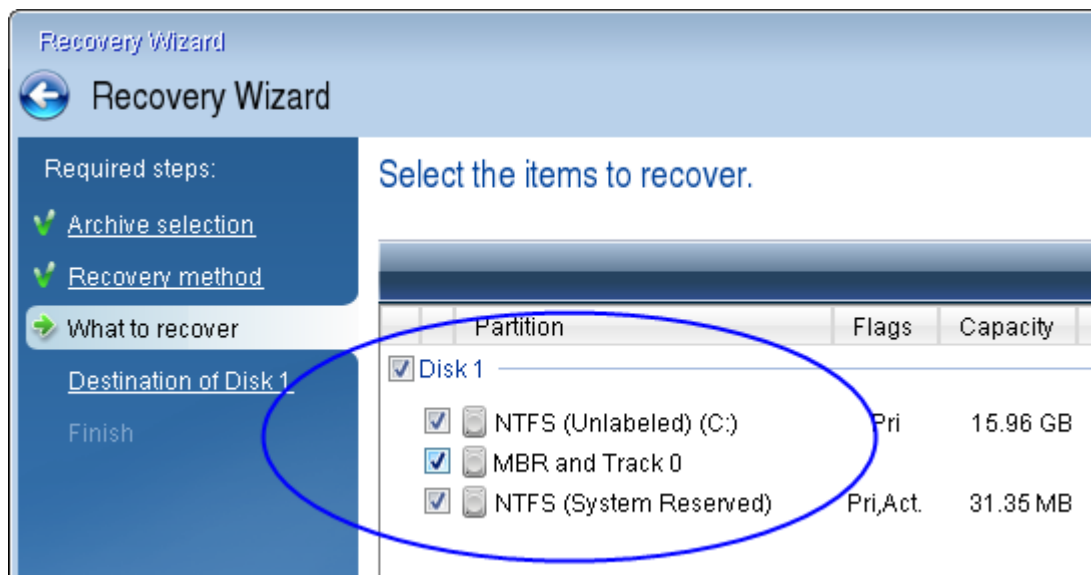 Recovery Wizard
Recovery Wizard
Required steps:
Archive selection
Recovery method
What to recover
Destination of Disk 1
Finish
Select the items to recover.
Partition Flags Capacity
Disk 1
NTFS (Unlabeled) (C:) Pri 15.96 GB
MBR and Track 0
NTFS (System Reserved) Pri,Act. 31.35 MB